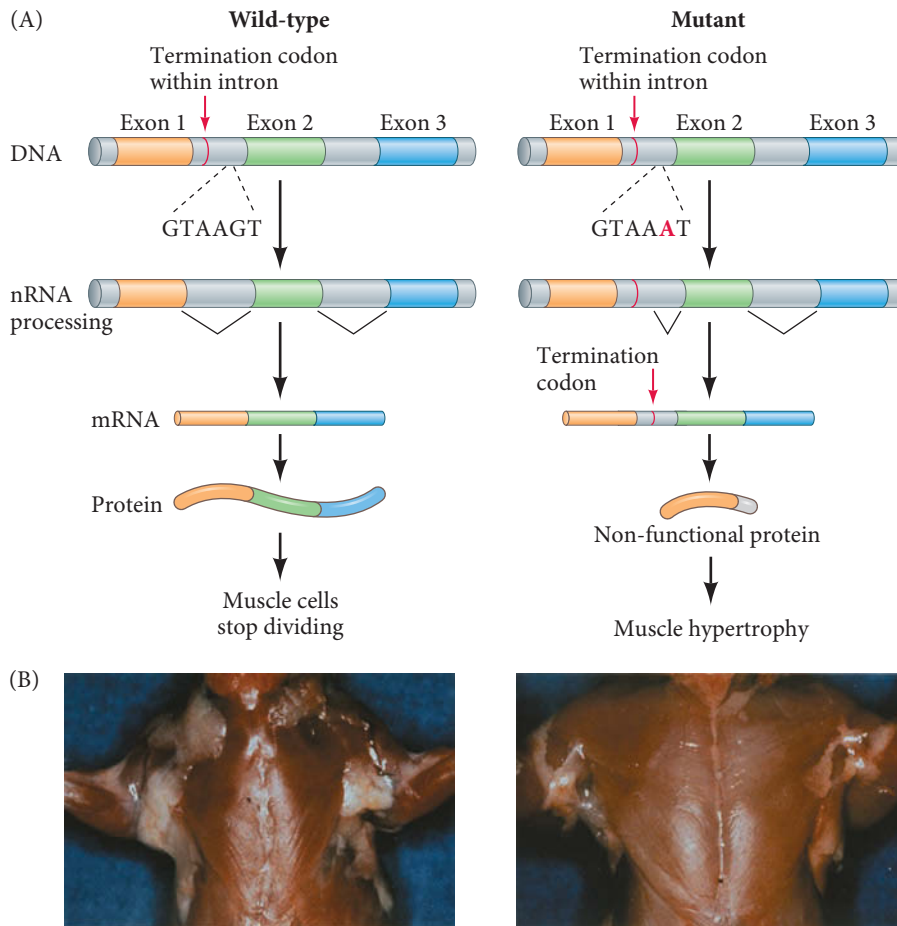 (A)
Wild-type
Termination codon
within intron
Exon 1
Exon 2
Exon 3
DNA
GTAAGT
nRNA
processing
mRNA
Protein
Muscle cells
stop dividing
Mutant
Termination codon
within intron
Exon 1
Exon 2
Exon 3
GTAAAT
Termination
codon
Non-functional protein
Muscle hypertrophy
(B)